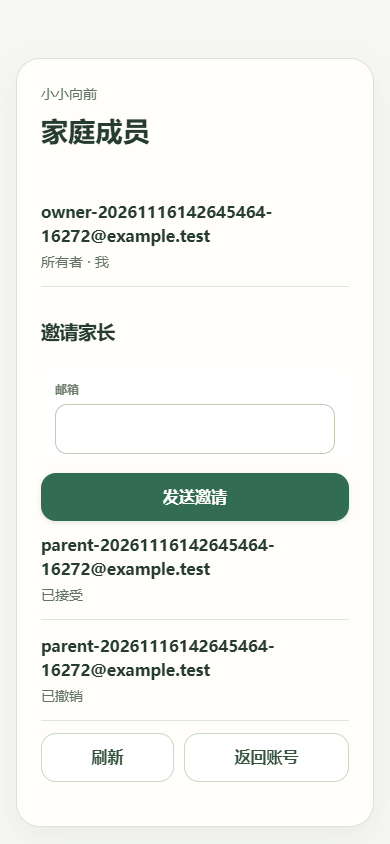 小小向前
家庭成员
owner-20261116142645464-
16272@example.test
所有者 · 我
邀请家长
邮箱
发送邀请
parent-20261116142645464-
16272@example.test
已接受
parent-20261116142645464-
16272@example.test
已撤销
刷新
返回账号